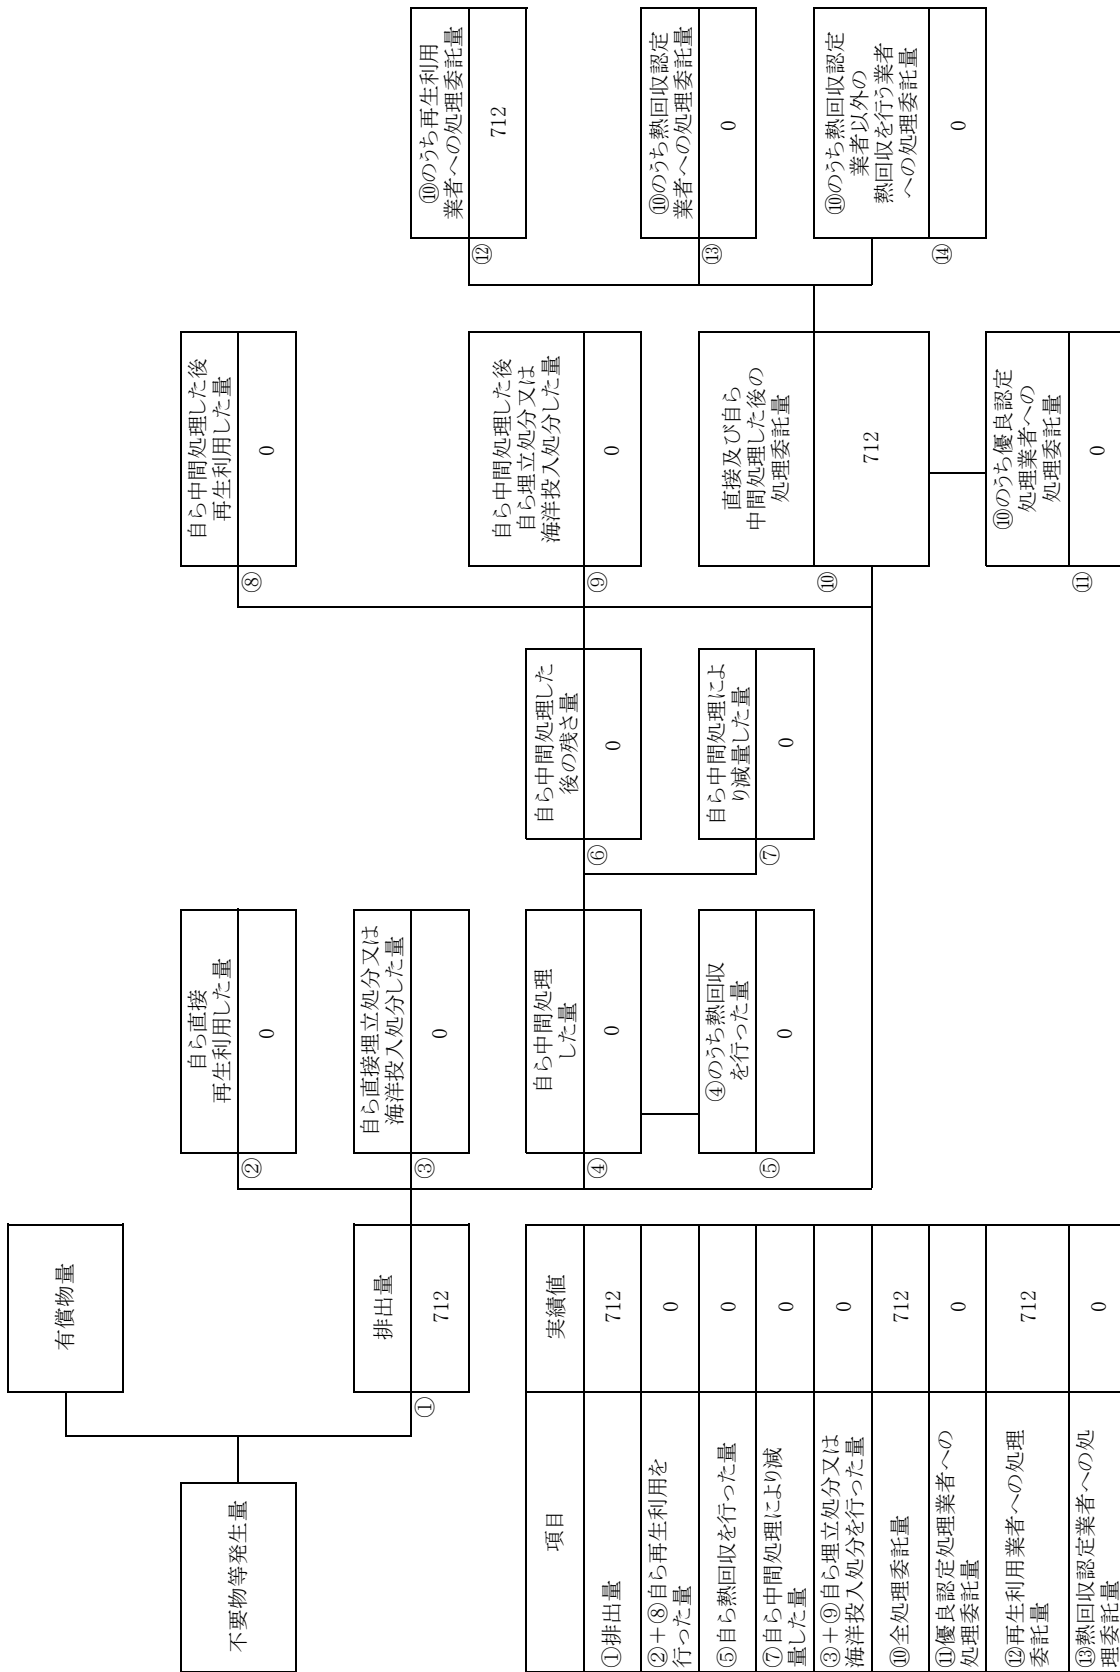 不要物等発生量
有償物量
①
排出量
712
②
自ら直接
再生利用した量
0
③
自ら直接埋立処分又は
海洋投入処分した量
0
④
自ら中間処理
した量
0
⑤
④のうち熱回収
を行った量
0
⑥
自ら中間処理した
後の残さ量
0
⑦
自ら中間処理によ
り減量した量
0
⑧
自ら中間処理した後
再生利用した量
0
⑨
自ら中間処理した後
自ら埋立処分又は
海洋投入処分した量
0
⑩
直接及び自ら
中間処理した後の
処理委託量
712
⑪
⑩のうち優良認定
処理業者への
処理委託量
0
⑫
⑩のうち再生利用
業者への処理委託量
712
⑬
⑩のうち熱回収認定
業者への処理委託量
0
⑭
⑩のうち熱回収認定
業者以外の
熱回収を行う業者
への処理委託量
0
項目
実績値
①排出量
712
②+⑧自ら再生利用を
行った量
0
⑤自ら熱回収を行った量
0
⑦自ら中間処理により減
量した量
0
③+⑨自ら埋立処分又は
海洋投入処分を行った量
0
⑩全処理委託量
712
⑪優良認定処理業者への
処理委託量
0
⑫再生利用業者への処理
委託量
712
⑬熱回収認定業者への処
理委託量
0